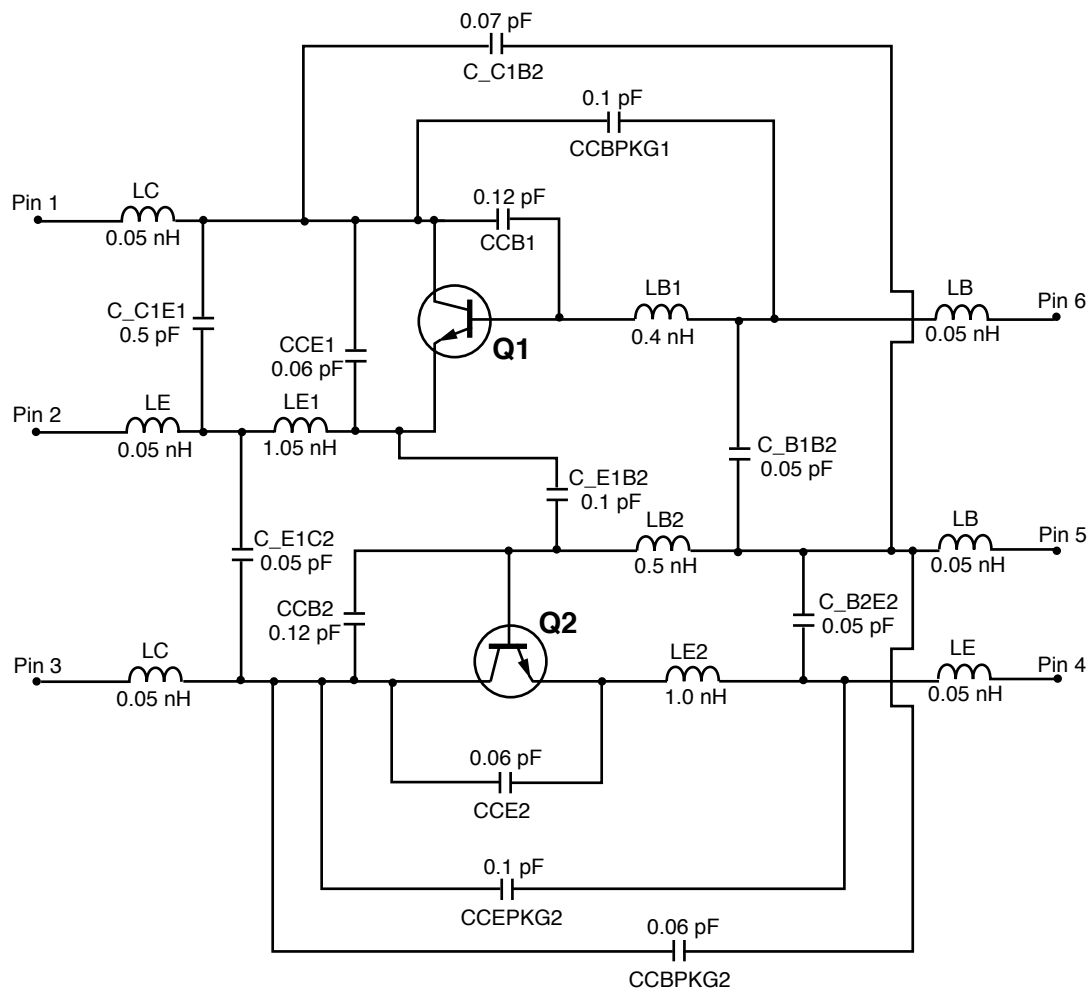 0.07 pF
C_C1B2
0.1 pF
CCBPKG1
Pin 1
LC
0.05 nH
0.12 pF
CCB1
C_C1E1
0.5 pF
CCE1
0.06 pF
Q1
LB1
0.4 nH
LB
0.05 nH
Pin 6
Pin 2
LE
0.05 nH
LE1
1.05 nH
C_B1B2
0.05 pF
C_E1B2
0.1 pF
C_E1C2
0.05 pF
LB2
0.5 nH
LB
0.05 nH
Pin 5
CCB2
0.12 pF
Q2
C_B2E2
0.05 pF
Pin 3
LC
0.05 nH
LE2
1.0 nH
LE
0.05 nH
Pin 4
0.06 pF
CCE2
0.1 pF
CCEPKG2
0.06 pF
CCBPKG2